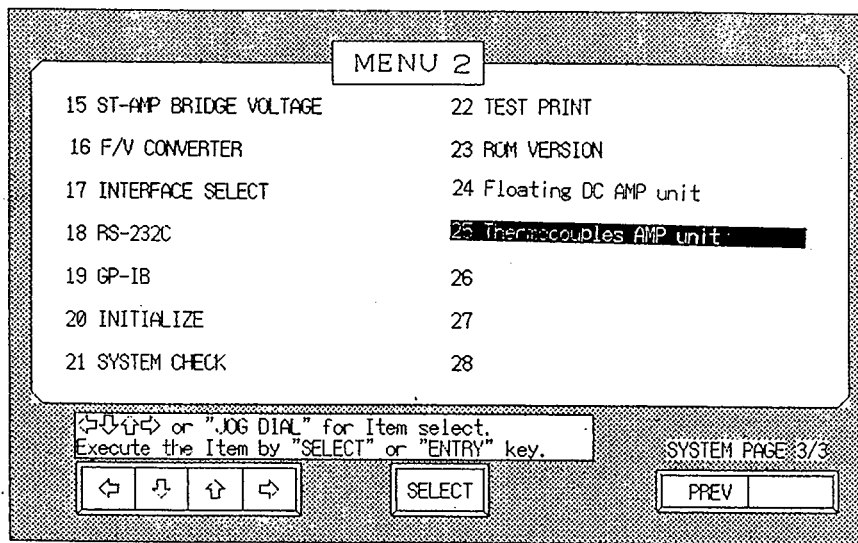 MENU 2
15 ST-AMP BRIDGE VOLTAGE
16 F/V CONVERTER
17 INTERFACE SELECT
18 RS-232C
19 GP-IB
20 INITIALIZE
21 SYSTEM CHECK
22 TEST PRINT
23 ROM VERSION
24 Floating DC AMP unit
25 Thermocouples AMP unit
26
27
28
⇦⇩⇧⇨ or "JOG DIAL" for Item select.
Execute the Item by "SELECT" or "ENTRY" key.
SYSTEM PAGE 3/3
⇦ ⇩ ⇧ ⇨
SELECT
PREV